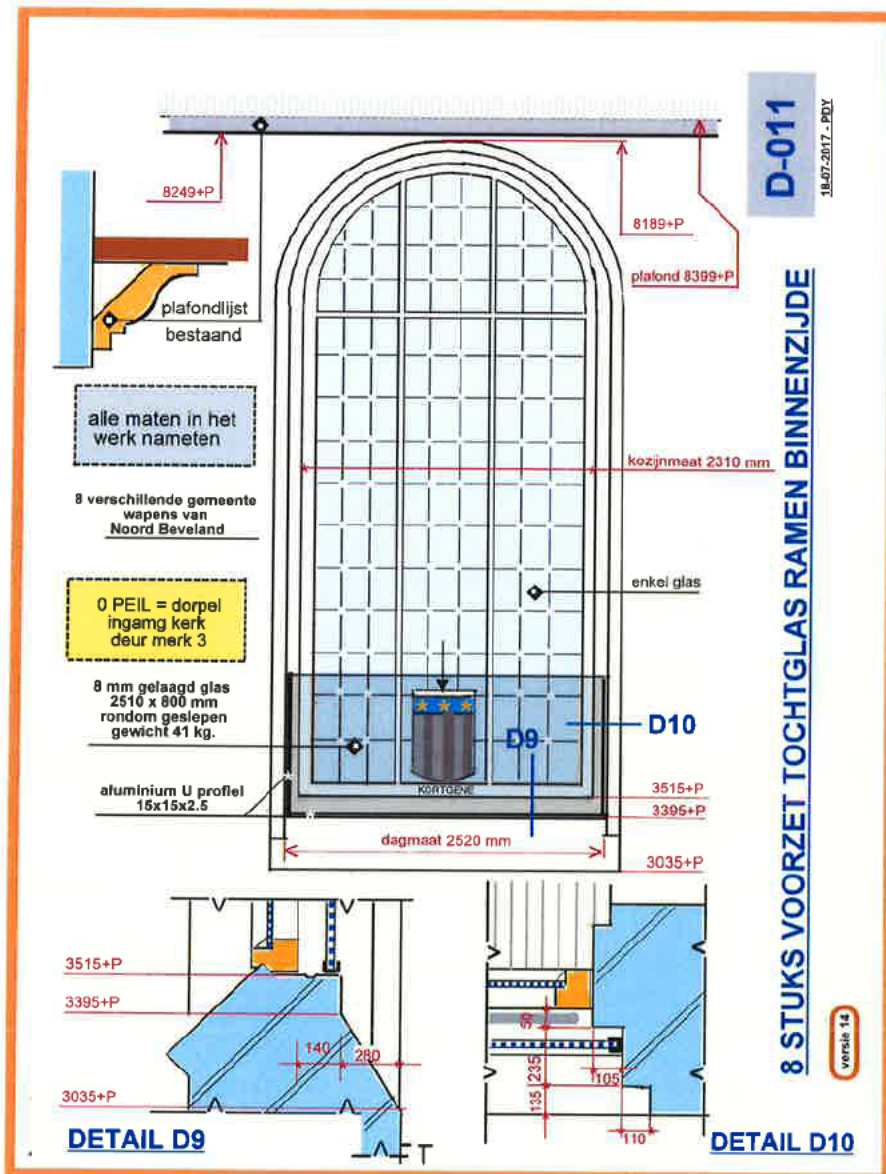 D-011
18-07-2017 - PDY
8 STUKS VOORZET TOCHTGLAS RAMEN BINNENZIJDE
8249+P
8189+P
plafond 8399+P
plafondlijst
bestaand
alle maten in het
werk nameten
kozijnmaat 2310 mm
8 verschillende gemeente
wapens van
Noord Beveland
enkel glas
0 PEIL = dorpel
ingamg kerk
deur merk 3
8 mm gelaagd glas
2510 x 800 mm
rondom geslepen
gewicht 41 kg.
D9
D10
KORTGENE
aluminium U profiel
15x15x2.5
3515+P
3395+P
dagmaat 2520 mm
3035+P
3515+P
3395+P
140
280
3035+P
DETAIL D9
T
50
235
105
135
110
DETAIL D10
versie 14